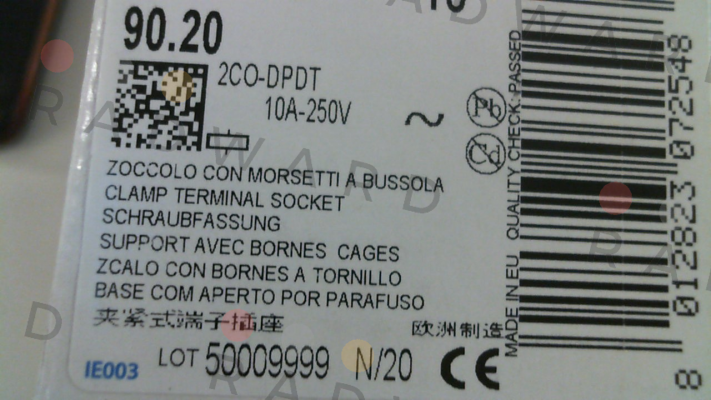 10
90.20
2CO-DPDT
10A-250V ~
ZOCCOLO CON MORSETTI A BUSSOLA
CLAMP TERMINAL SOCKET
SCHRAUBFASSUNG
SUPPORT AVEC BORNES CAGES
ZCALO CON BORNES A TORNILLO
BASE COM APERTO POR PARAFUSO
夹紧式端子插座
欧洲制造
IE003
LOT 50009999 N/20 CE
MADE IN EU QUALITY CHECK: PASSED
8 012823 072548
Pb
RADWARD